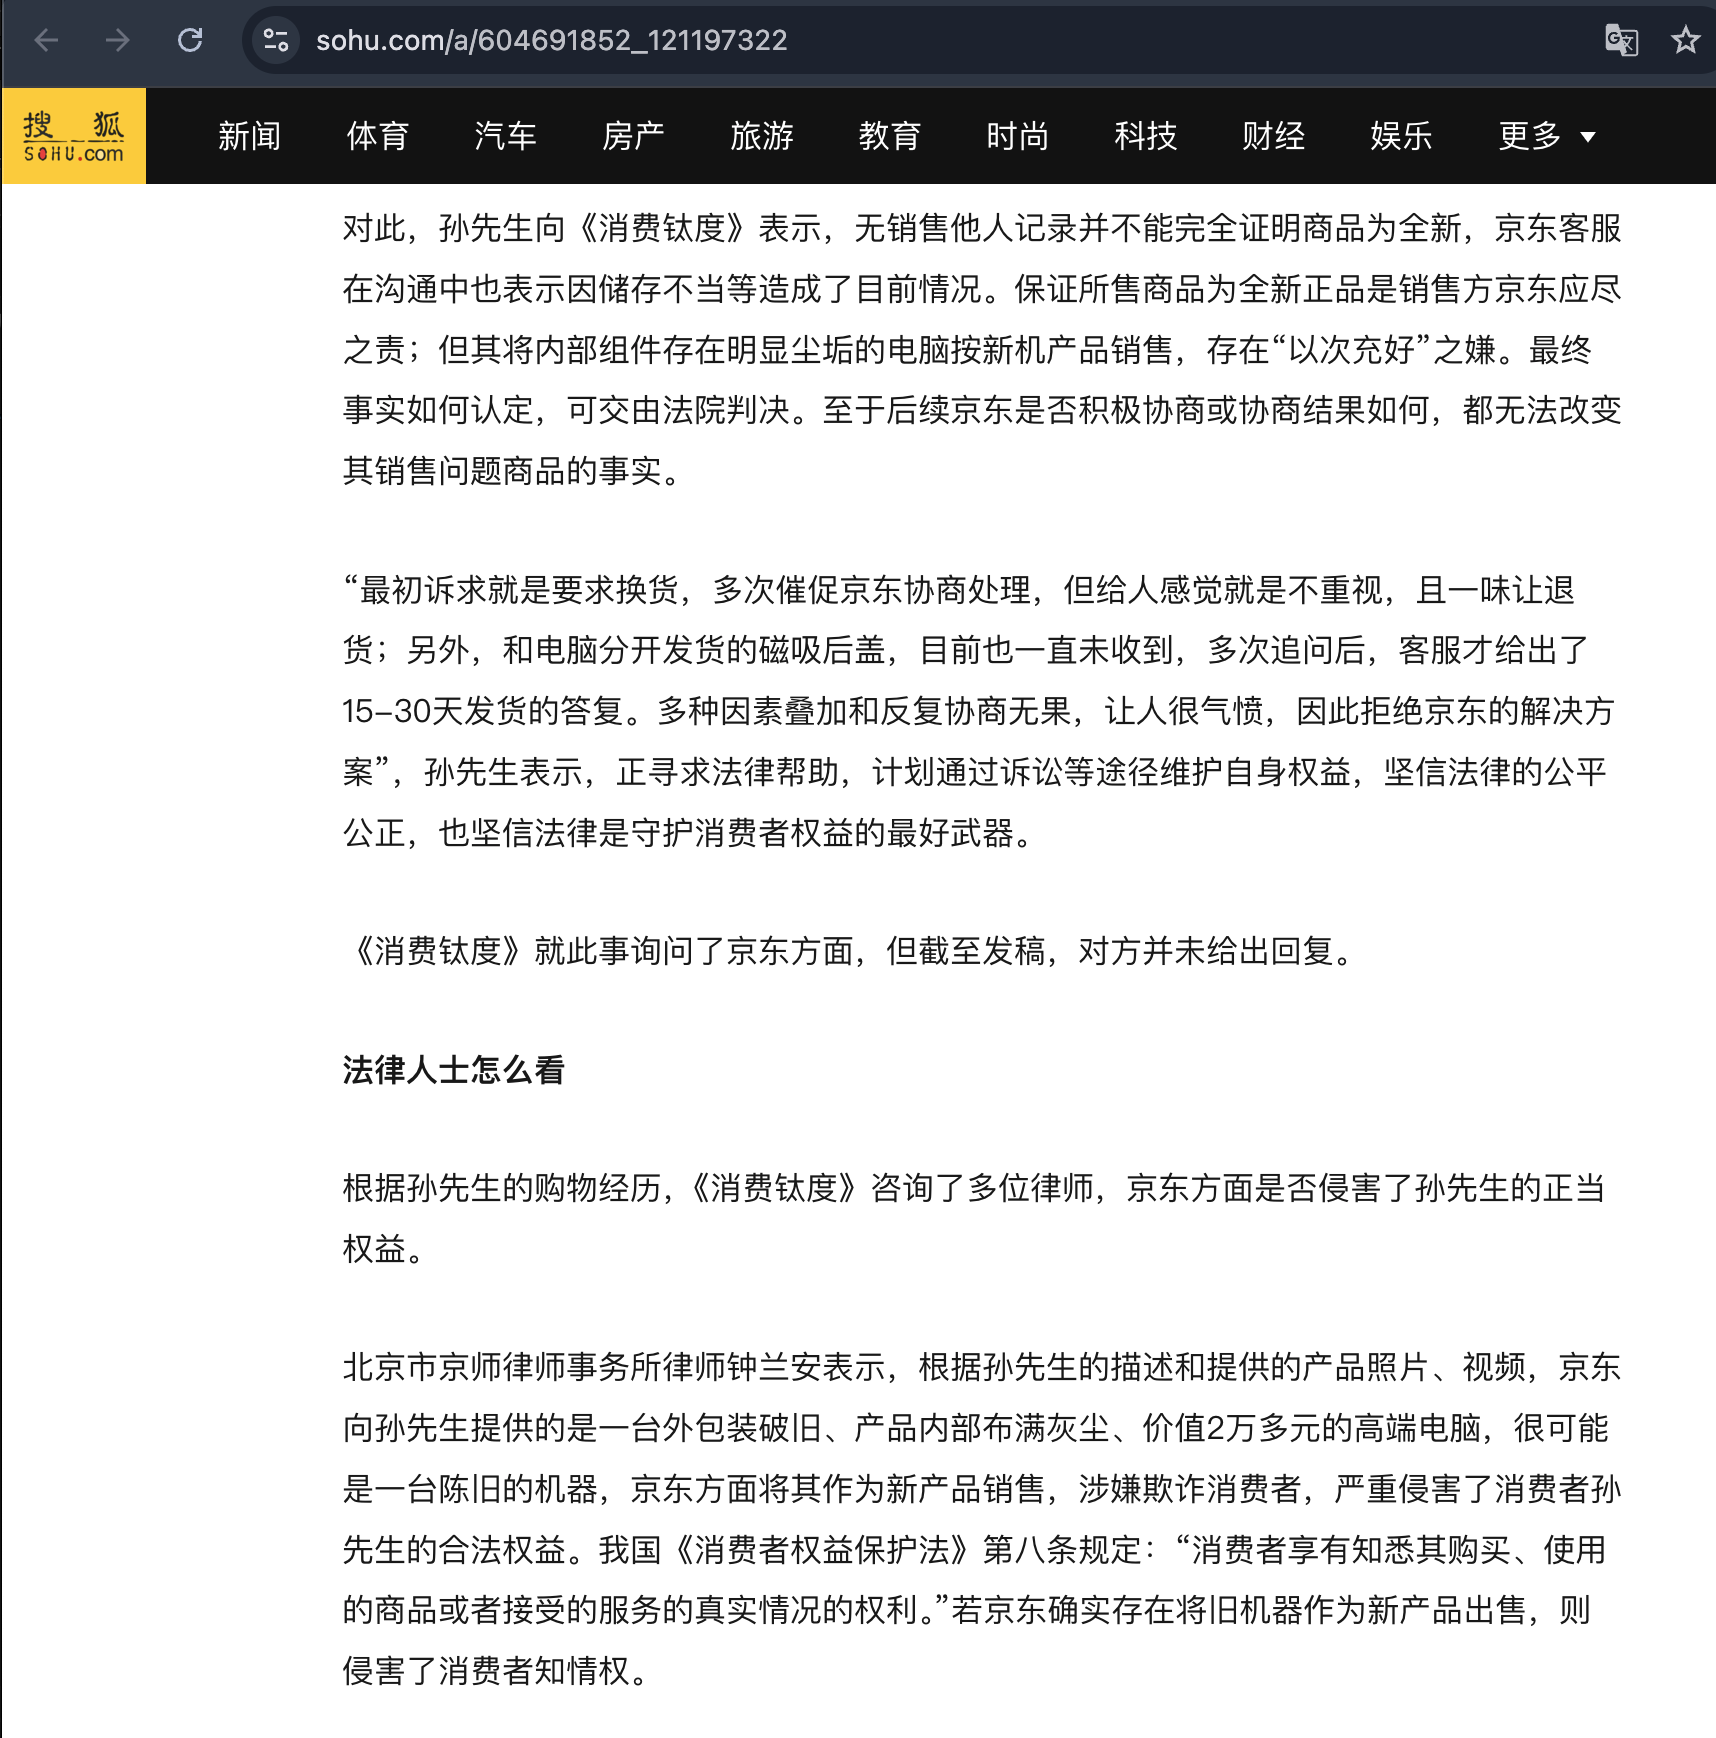 sohu.com/a/604691852_121197322
搜狐
SOHU.com
新闻 体育 汽车 房产 旅游 教育 时尚 科技 财经 娱乐 更多
对此，孙先生向《消费钛度》表示，无销售他人记录并不能完全证明商品为全新，京东客服
在沟通中也表示因储存不当等造成了目前情况。保证所售商品为全新正品是销售方京东应尽
之责；但其将内部组件存在明显尘垢的电脑按新机产品销售，存在“以次充好”之嫌。最终
事实如何认定，可交由法院判决。至于后续京东是否积极协商或协商结果如何，都无法改变
其销售问题商品的事实。
“最初诉求就是要求换货，多次催促京东协商处理，但给人感觉就是不重视，且一味让退
货；另外，和电脑分开发货的磁吸后盖，目前也一直未收到，多次追问后，客服才给出了
15-30天发货的答复。多种因素叠加和反复协商无果，让人很气愤，因此拒绝京东的解决方
案”，孙先生表示，正寻求法律帮助，计划通过诉讼等途径维护自身权益，坚信法律的公平
公正，也坚信法律是守护消费者权益的最好武器。
《消费钛度》就此事询问了京东方面，但截至发稿，对方并未给出回复。
法律人士怎么看
根据孙先生的购物经历，《消费钛度》咨询了多位律师，京东方面是否侵害了孙先生的正当
权益。
北京市京师律师事务所律师钟兰安表示，根据孙先生的描述和提供的产品照片、视频，京东
向孙先生提供的是一台外包装破旧、产品内部布满灰尘、价值2万多元的高端电脑，很可能
是一台陈旧的机器，京东方面将其作为新产品销售，涉嫌欺诈消费者，严重侵害了消费者孙
先生的合法权益。我国《消费者权益保护法》第八条规定：“消费者享有知悉其购买、使用
的商品或者接受的服务的真实情况的权利。”若京东确实存在将旧机器作为新产品出售，则
侵害了消费者知情权。